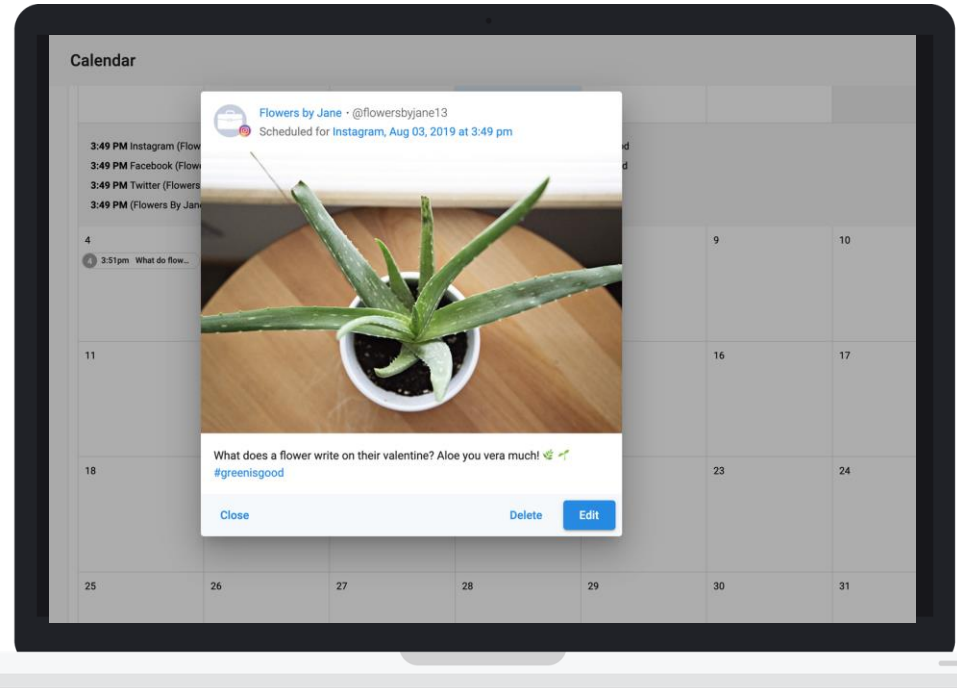 Calendar
Flowers by Jane · @flowersbyjane13
Scheduled for Instagram, Aug 03, 2019 at 3:49 pm
3:49 PM Instagram (Flow
3:49 PM Facebook (Flow
3:49 PM Twitter (Flowers
3:49 PM (Flowers By Jan
4
9
10
4 3:51pm What do flow...
11
16
17
What does a flower write on their valentine? Aloe you vera much! 🌿 🌱
#greenisgood
18
23
24
Close
Delete
Edit
25
26
27
28
29
30
31